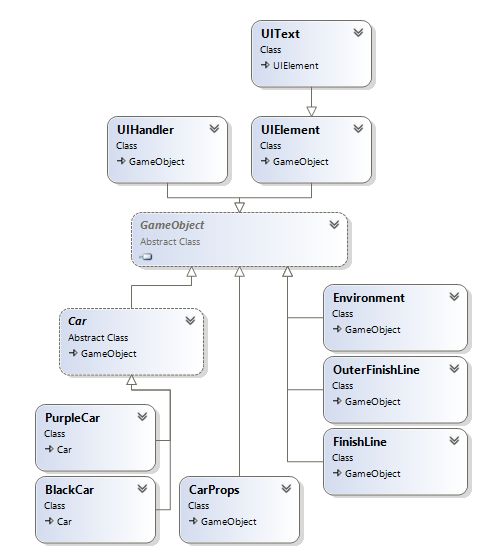 UIText
Class
UIElement
UIHandler
Class
GameObject
UIElement
Class
GameObject
GameObject
Abstract Class
Car
Abstract Class
GameObject
Environment
Class
GameObject
OuterFinishLine
Class
GameObject
PurpleCar
Class
Car
FinishLine
Class
GameObject
BlackCar
Class
Car
CarProps
Class
GameObject